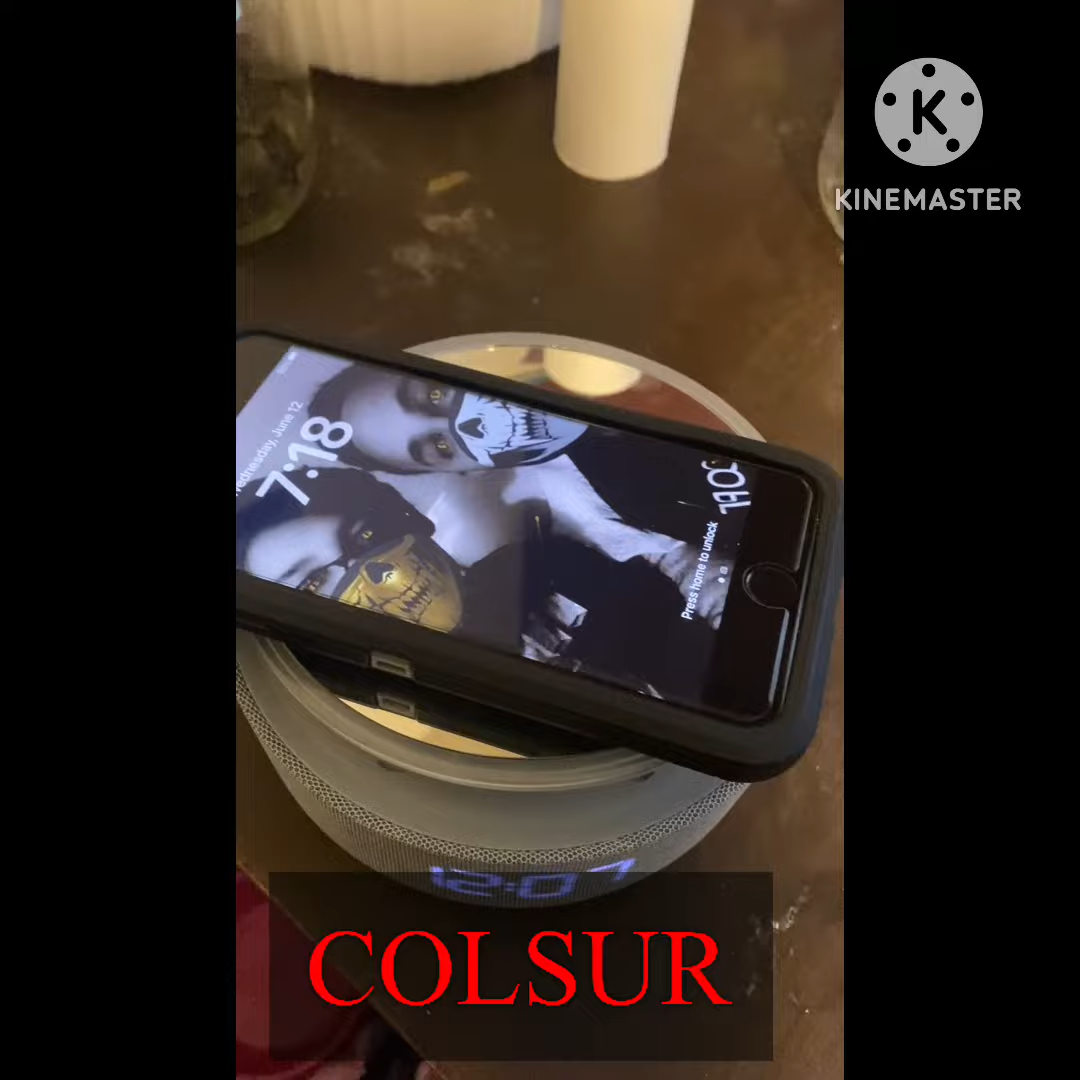 KINEMASTER
Wednesday, June 12
7:18
Press home to unlock
12:07
COLSUR